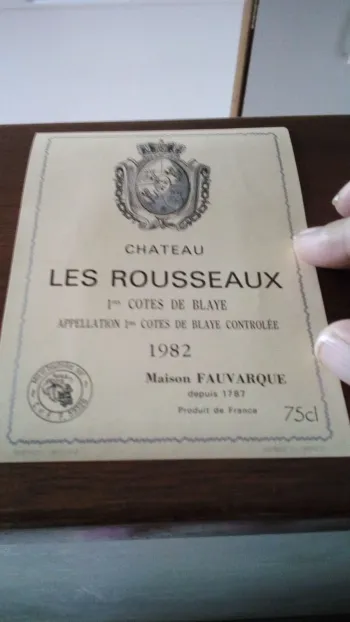 CHATEAU
LES ROUSSEAUX
1res COTES DE BLAYE
APPELLATION 1res COTES DE BLAYE CONTROLÉE
1982
Maison FAUVARQUE
depuis 1787
Produit de France
75cl